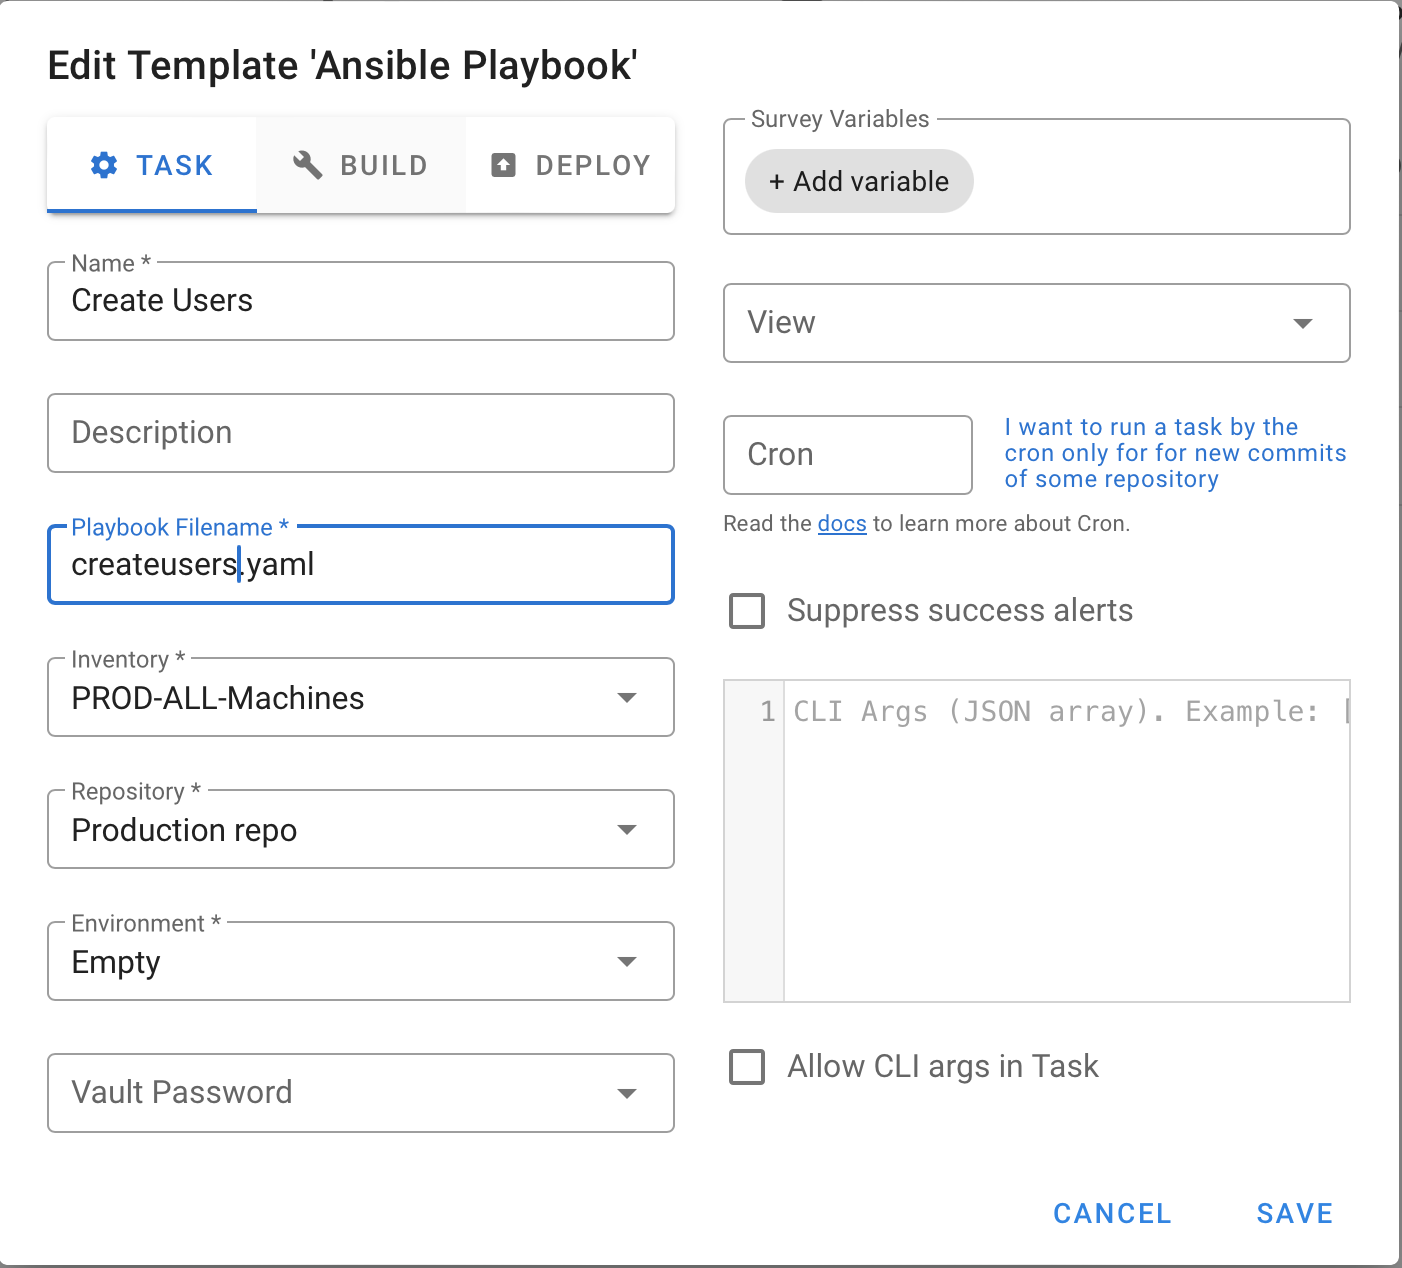 Edit Template 'Ansible Playbook'
TASK
BUILD
DEPLOY
Name *
Create Users
Description
Playbook Filename *
createusers.yaml
Inventory *
PROD-ALL-Machines
Repository *
Production repo
Environment *
Empty
Vault Password
Survey Variables
+ Add variable
View
Cron
I want to run a task by the
cron only for for new commits
of some repository
Read the docs to learn more about Cron.
Suppress success alerts
1
CLI Args (JSON array). Example: [
Allow CLI args in Task
CANCEL
SAVE